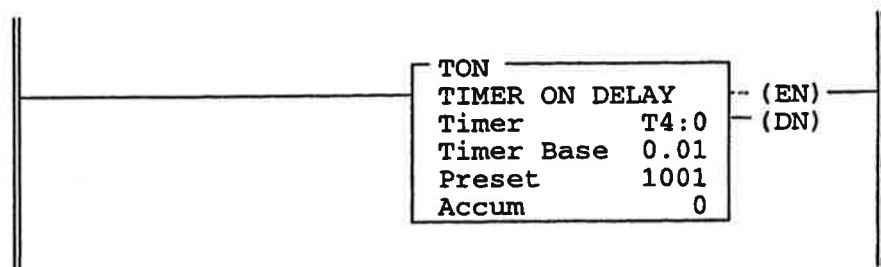 TON
TIMER ON DELAY (EN)
Timer T4:0 (DN)
Timer Base 0.01
Preset 1001
Accum 0